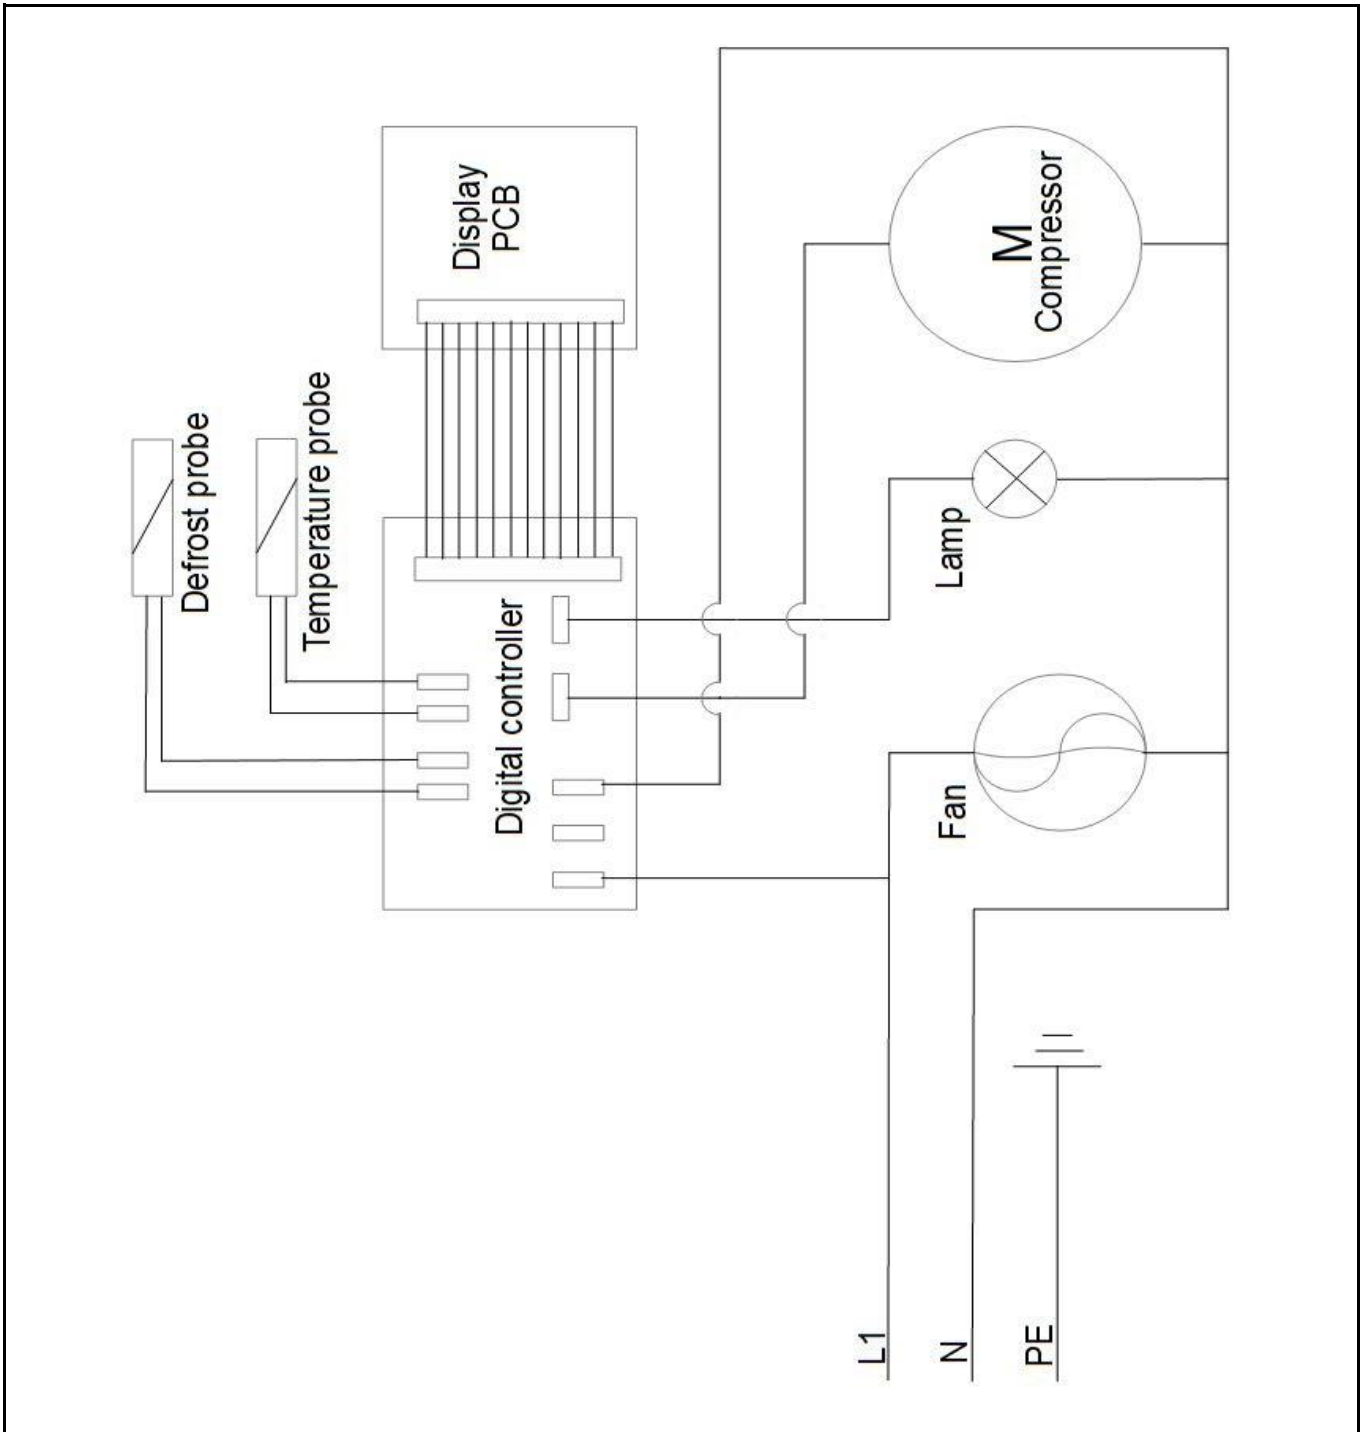 Defrost probe
Temperature probe
Display
PCB
Digital controller
M
Compressor
Lamp
Fan
L1
N
PE